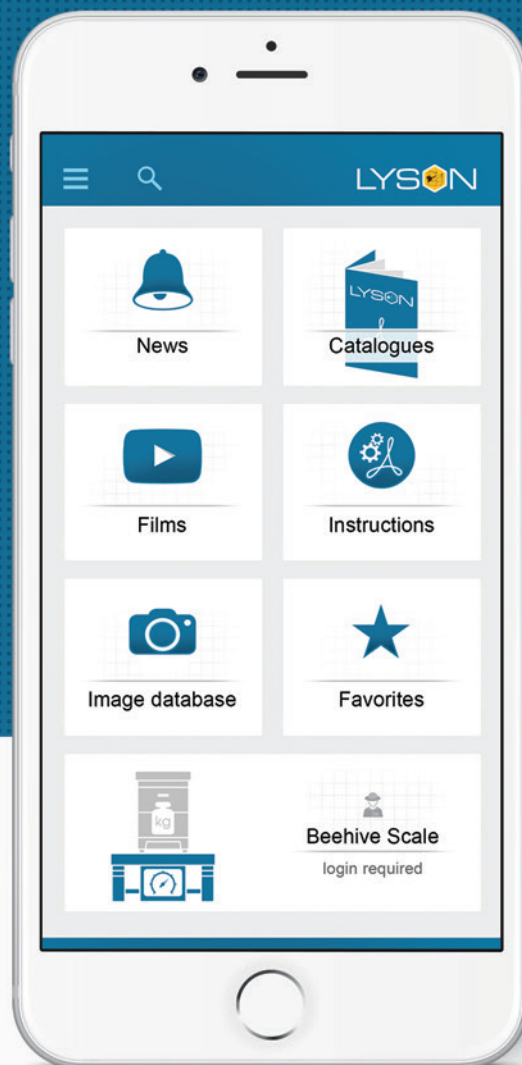 LYSON
News
LYSON
Catalogues
Films
Instructions
Image database
Favorites
kg
Beehive Scale
login required